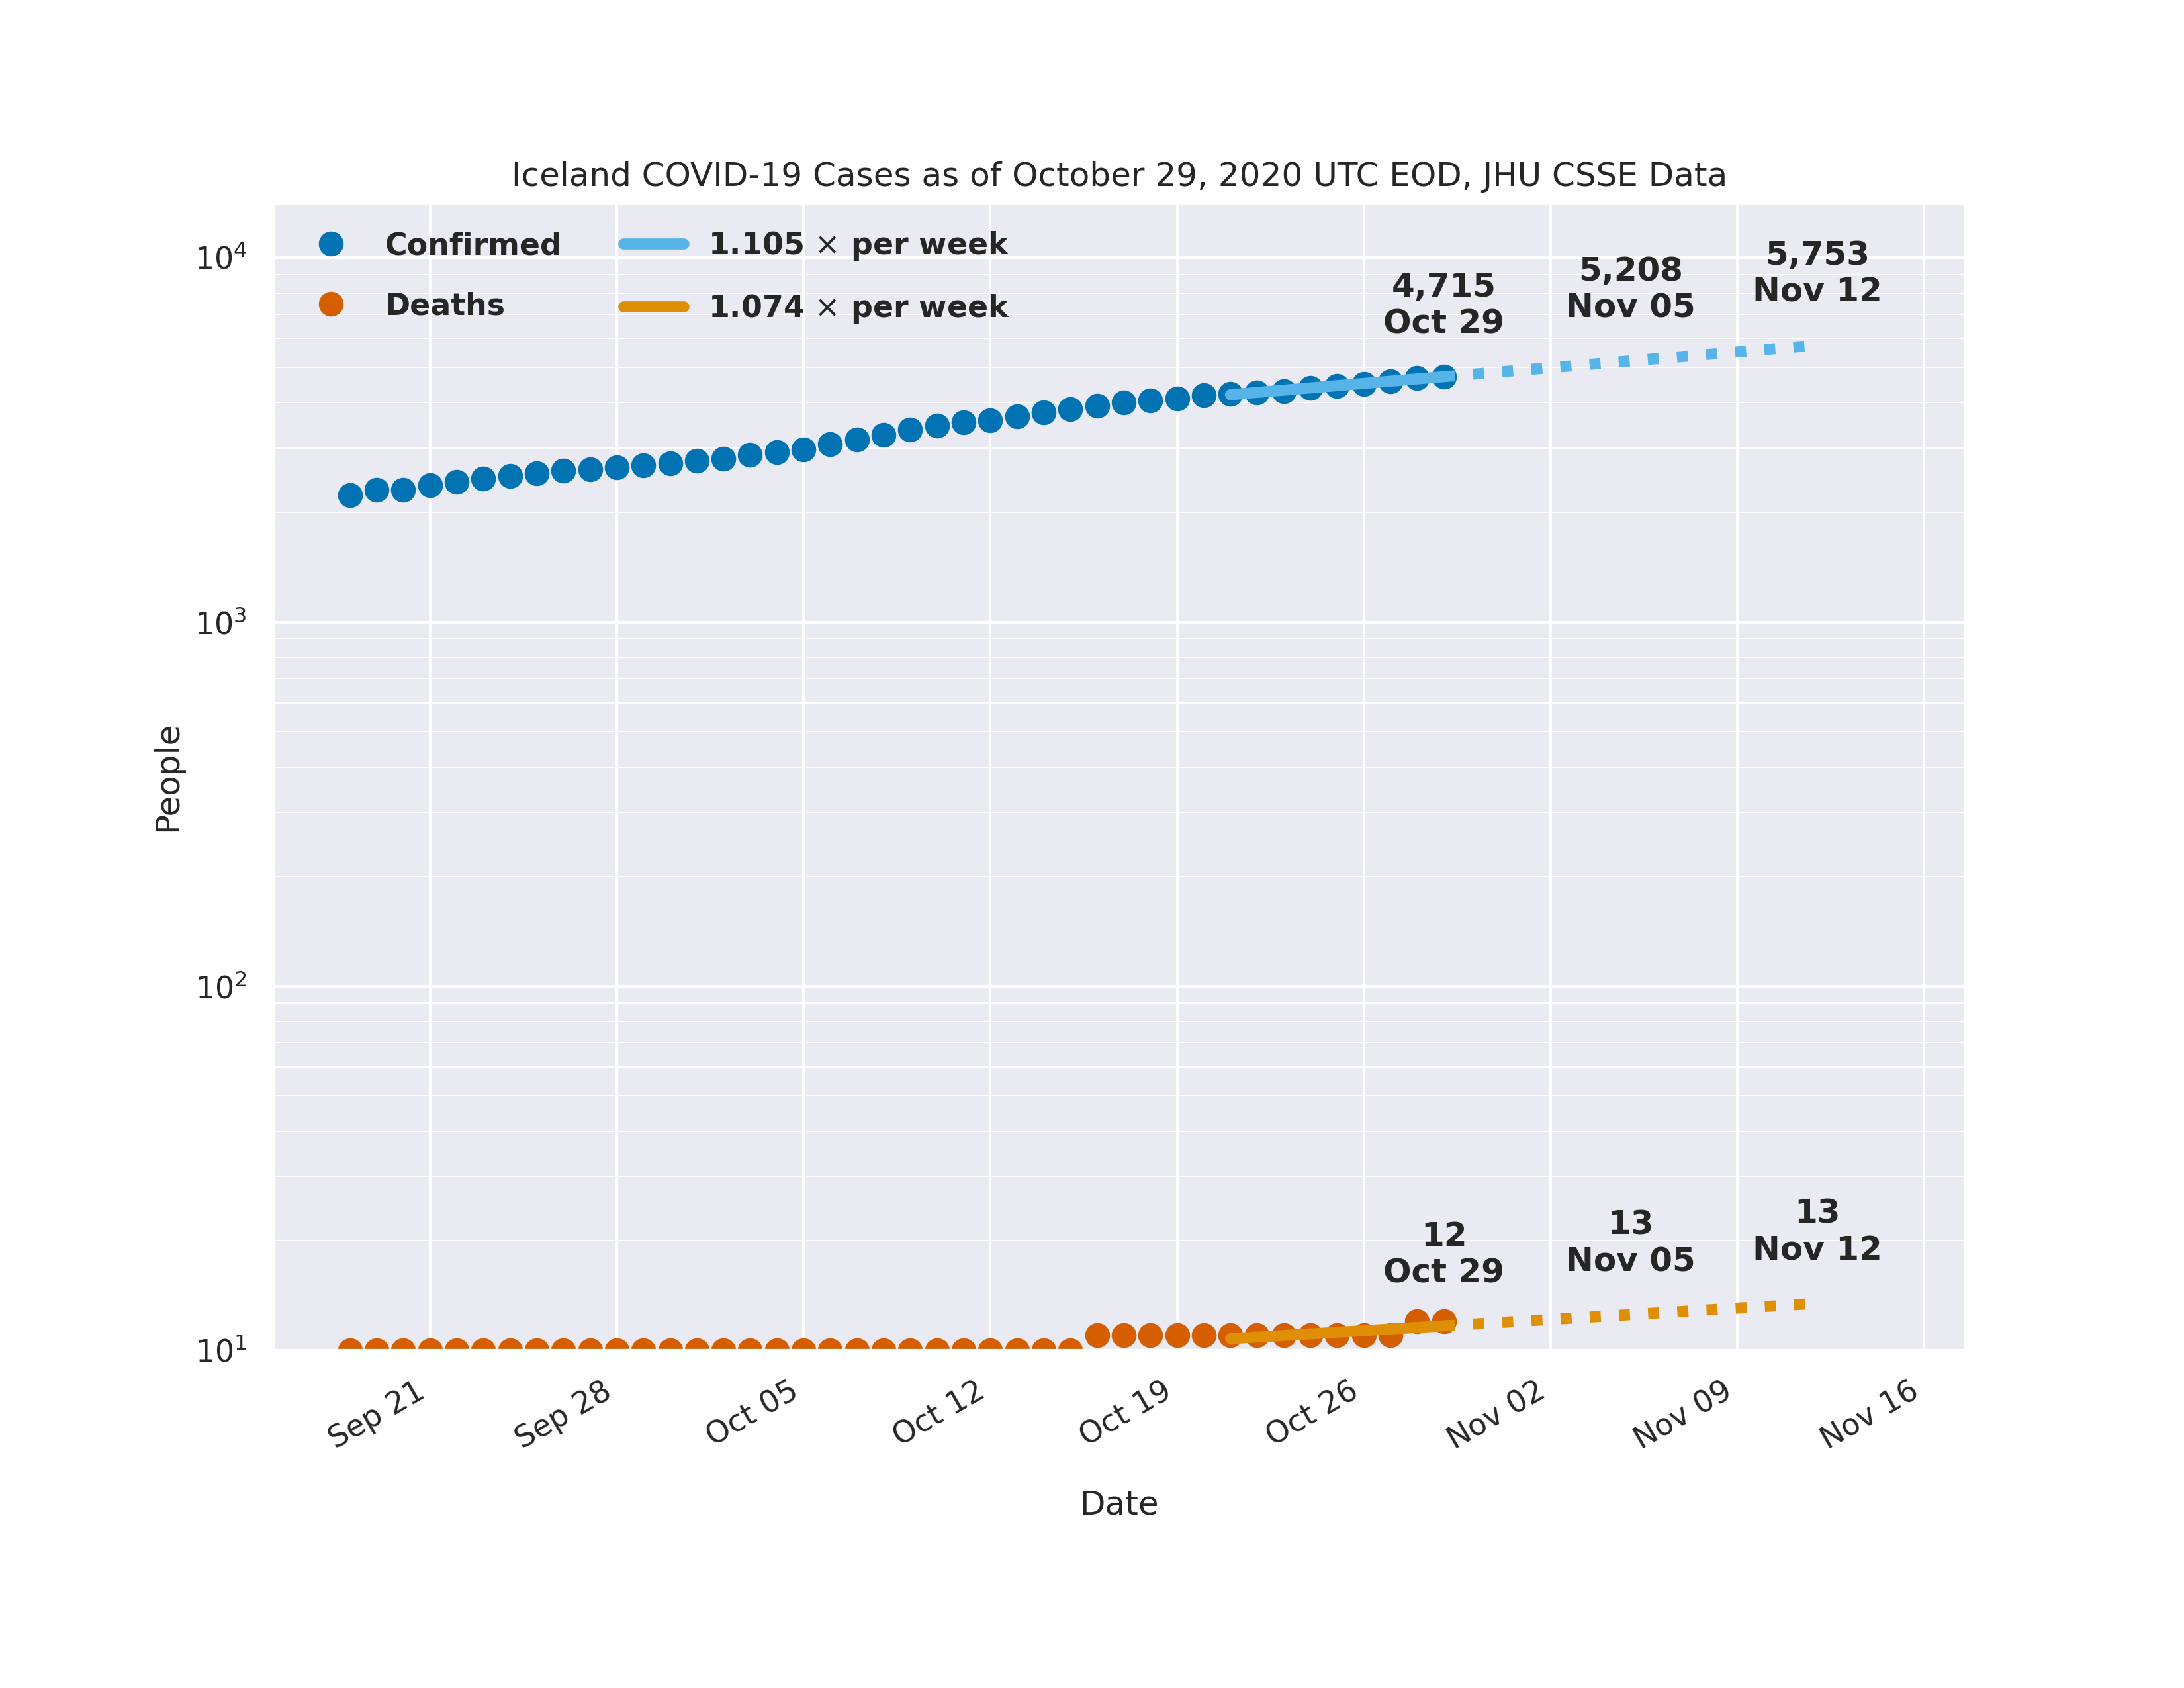 Iceland COVID-19 Cases as of October 29, 2020 UTC EOD, JHU CSSE Data
Confirmed
Deaths
1.105 × per week
1.074 × per week
4,715
Oct 29
5,208
Nov 05
5,753
Nov 12
12
Oct 29
13
Nov 05
13
Nov 12
10⁴
10³
10²
10¹
People
Sep 21
Sep 28
Oct 05
Oct 12
Oct 19
Oct 26
Nov 02
Nov 09
Nov 16
Date